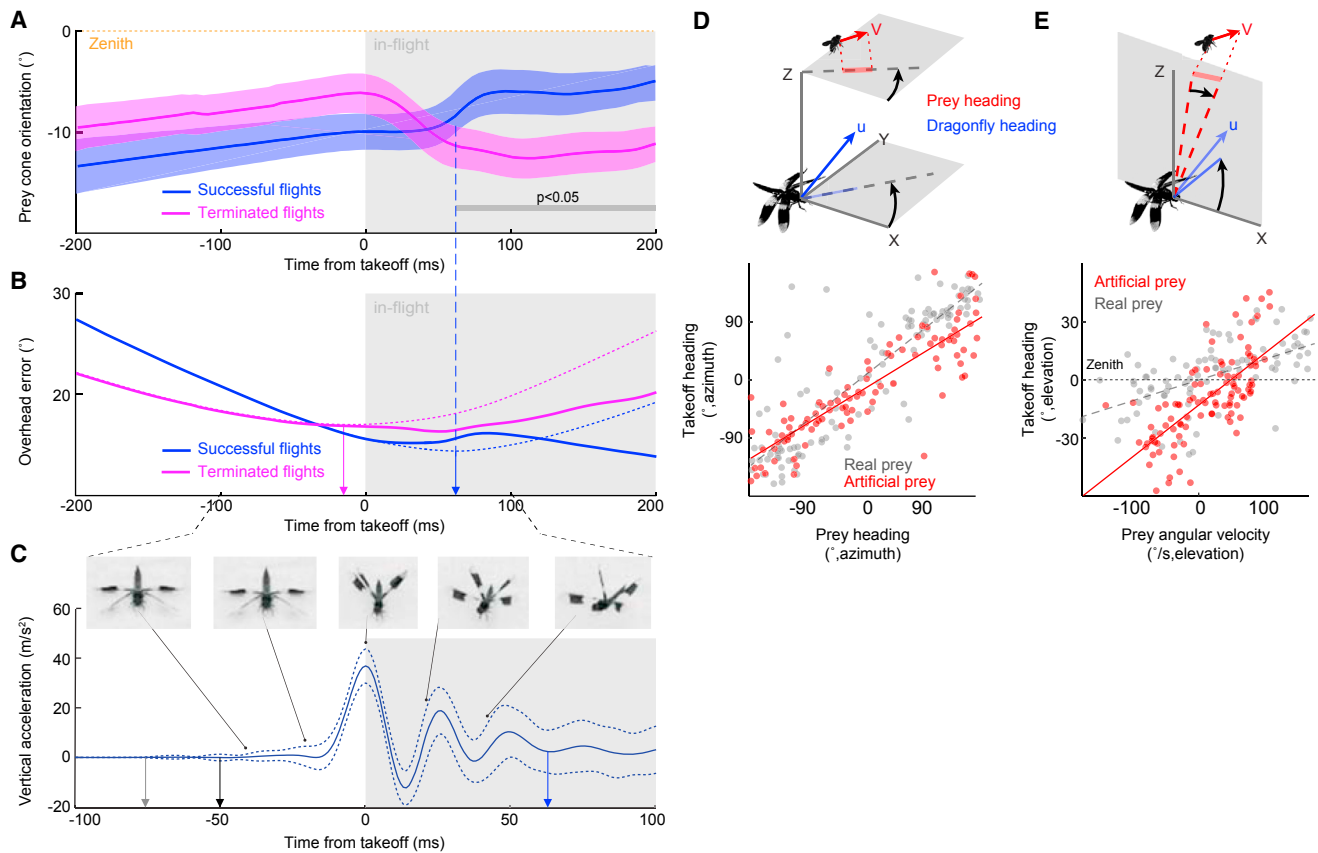 A
0
Zenith
in-flight
-10
Prey cone orientation (°)
Successful flights
Terminated flights
p<0.05
-200
-100
0
100
200
Time from takeoff (ms)
B
30
in-flight
20
Overhead error (°)
Successful flights
Terminated flights
-200
-100
0
100
200
Time from takeoff (ms)
C
60
40
20
0
-20
Vertical acceleration (m/s²)
-100
-50
0
50
100
Time from takeoff (ms)
D
V
Z
Prey heading
Dragonfly heading
u
Y
X
90
0
-90
Takeoff heading
(°,azimuth)
Real prey
Artificial prey
-90
0
90
Prey heading
(°,azimuth)
E
V
Z
u
X
Artificial prey
Real prey
30
Zenith
0
-30
Takeoff heading
(°,elevation)
-100
0
100
Prey angular velocity
(°/s,elevation)